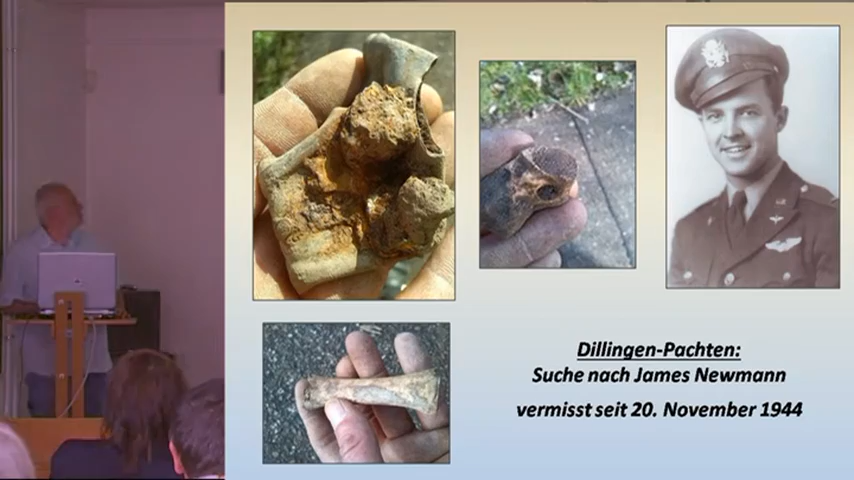 Dillingen-Pachten:
Suche nach James Newmann
vermisst seit 20. November 1944